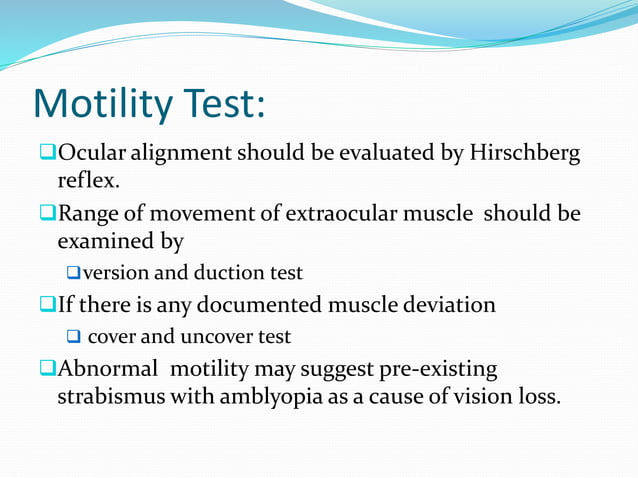 Motility Test:
Ocular alignment should be evaluated by Hirschberg
reflex.
Range of movement of extraocular muscle should be
examined by
version and duction test
If there is any documented muscle deviation
cover and uncover test
Abnormal motility may suggest pre-existing
strabismus with amblyopia as a cause of vision loss.